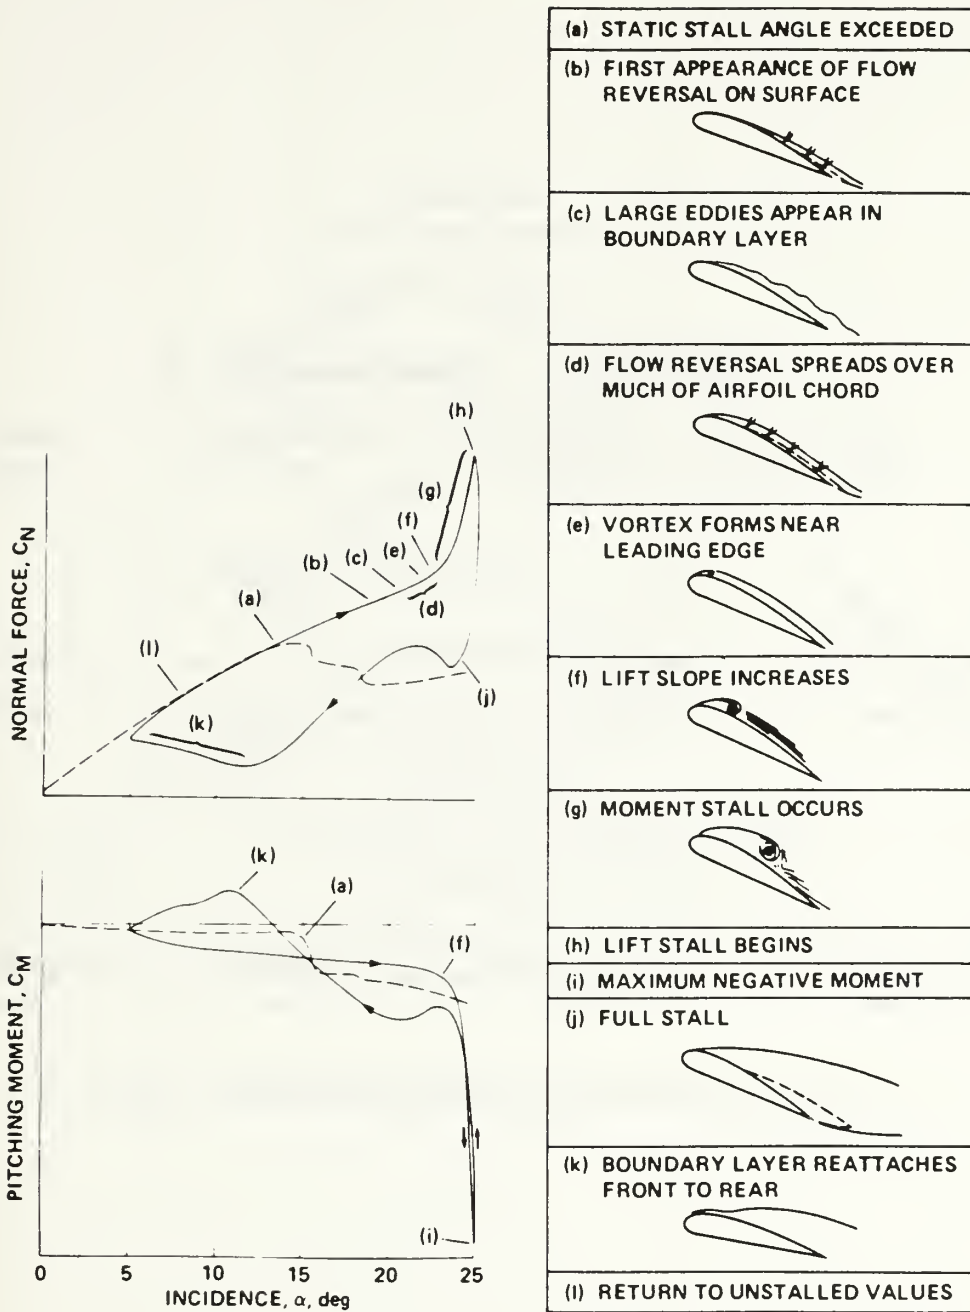 (a) STATIC STALL ANGLE EXCEEDED
(b) FIRST APPEARANCE OF FLOW
REVERSAL ON SURFACE
(c) LARGE EDDIES APPEAR IN
BOUNDARY LAYER
(d) FLOW REVERSAL SPREADS OVER
MUCH OF AIRFOIL CHORD
(e) VORTEX FORMS NEAR
LEADING EDGE
(f) LIFT SLOPE INCREASES
(g) MOMENT STALL OCCURS
(h) LIFT STALL BEGINS
(i) MAXIMUM NEGATIVE MOMENT
(j) FULL STALL
(k) BOUNDARY LAYER REATTACHES
FRONT TO REAR
(l) RETURN TO UNSTALLED VALUES
NORMAL FORCE, CN
(h)
(g)
(f)
(e)
(c)
(b)
(d)
(a)
(l)
(j)
(k)
PITCHING MOMENT, CM
(k)
(a)
(f)
(i)
0 5 10 15 20 25
INCIDENCE, α, deg